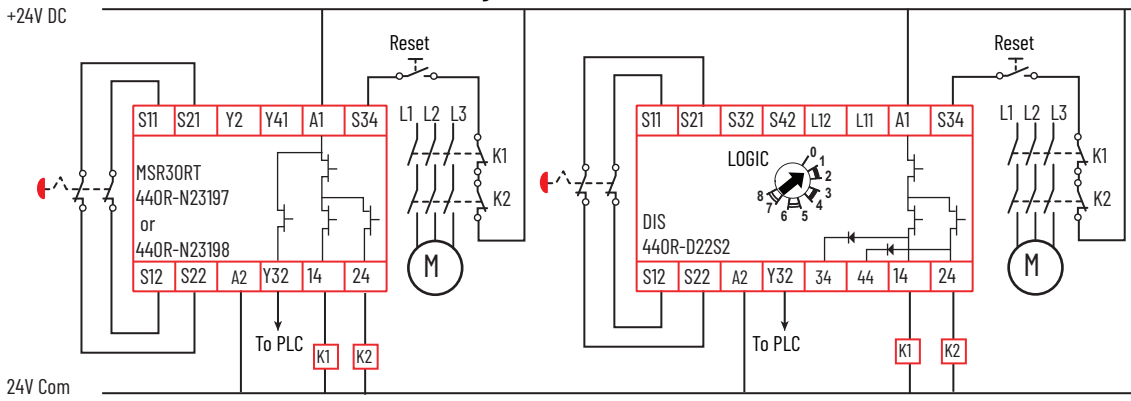 +24V DC
Reset
S11 S21 Y2 Y41 A1 S34
L1 L2 L3
MSR30RT
440R-N23197
or
440R-N23198
K1
K2
M
S12 S22 A2 Y32 14 24
To PLC
K1 K2
Reset
S11 S21 S32 S42 L12 L11 A1 S34
L1 L2 L3
LOGIC
0
1
2
3
4
5
6
7
8
DIS
440R-D22S2
K1
K2
M
S12 S22 A2 Y32 34 44 14 24
To PLC
K1 K2
24V Com